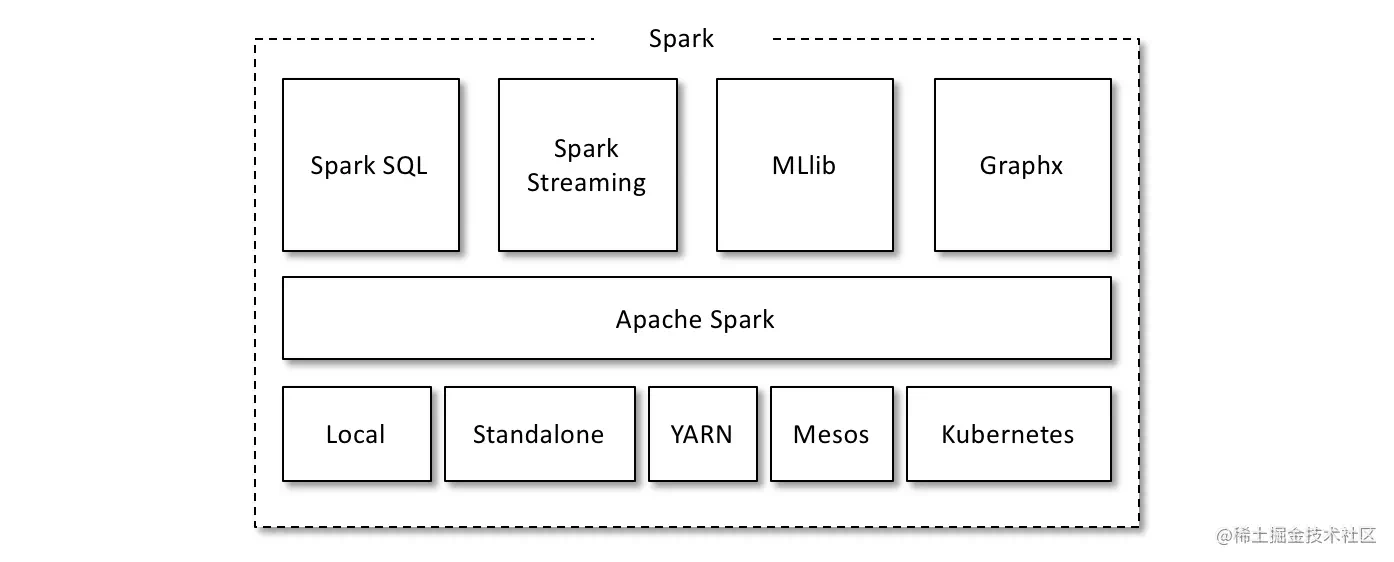 Spark
Spark SQL
Spark
Streaming
MLlib
Graphx
Apache Spark
Local
Standalone
YARN
Mesos
Kubernetes
@稀土掘金技术社区